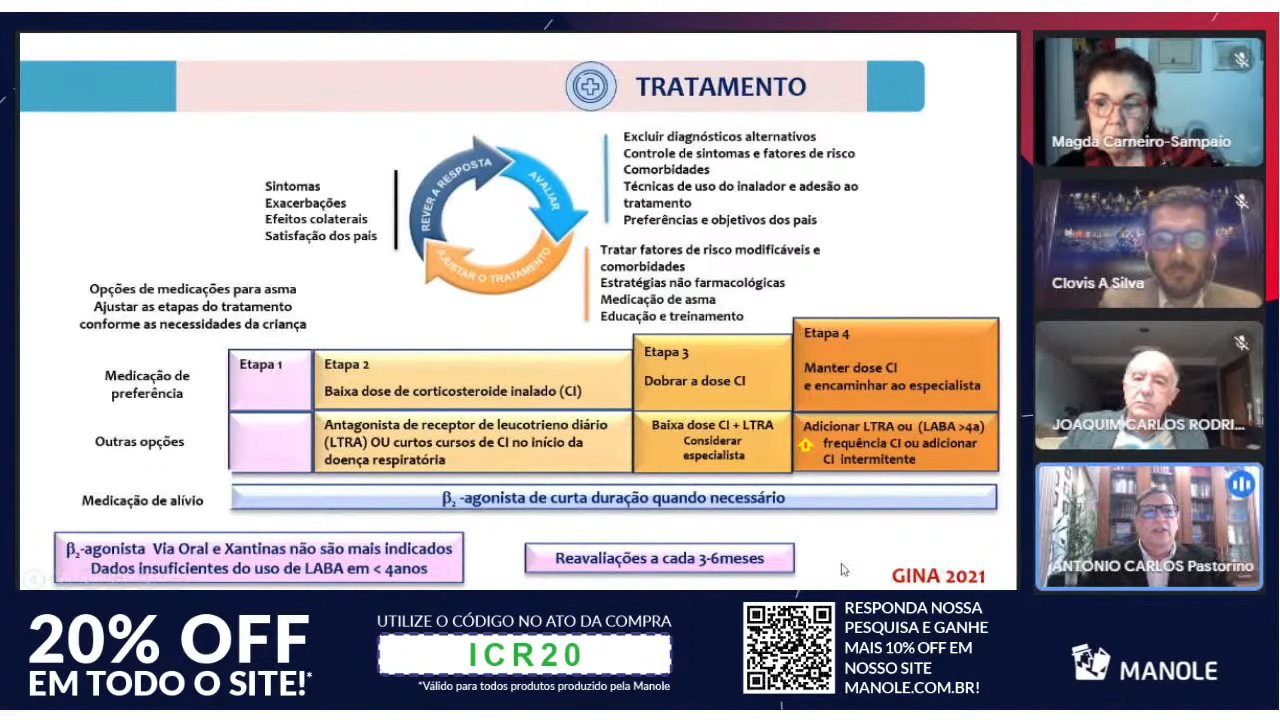 TRATAMENTO
REVER A RESPOSTA
AVALIAR
AJUSTAR O TRATAMENTO
Sintomas
Exacerbações
Efeitos colaterais
Satisfação dos pais
Excluir diagnósticos alternativos
Controle de sintomas e fatores de risco
Comorbidades
Técnicas de uso do inalador e adesão ao
tratamento
Preferências e objetivos dos pais
Tratar fatores de risco modificáveis e
comorbidades
Estratégias não farmacológicas
Medicação de asma
Educação e treinamento
Opções de medicações para asma
Ajustar as etapas do tratamento
conforme as necessidades da criança
Medicação de
preferência
Etapa 1
Etapa 2
Baixa dose de corticosteroide inalado (CI)
Etapa 3
Dobrar a dose CI
Etapa 4
Manter dose CI
e encaminhar ao especialista
Outras opções
Antagonista de receptor de leucotrieno diário
(LTRA) OU curtos cursos de CI no início da
doença respiratória
Baixa dose CI + LTRA
Considerar
especialista
Adicionar LTRA ou (LABA >4a)
frequência CI ou adicionar
CI intermitente
Medicação de alívio
β₂ -agonista de curta duração quando necessário
β₂-agonista Via Oral e Xantinas não são mais indicados
Dados insuficientes do uso de LABA em < 4anos
Reavaliações a cada 3-6meses
GINA 2021
Magda Carneiro-Sampaio
Clovis A Silva
JOAQUIM CARLOS RODRI...
ANTONIO CARLOS Pastorino
20% OFF
EM TODO O SITE!*
UTILIZE O CÓDIGO NO ATO DA COMPRA
ICR20
*Válido para todos produtos produzido pela Manole
RESPONDA NOSSA
PESQUISA E GANHE
MAIS 10% OFF EM
NOSSO SITE
MANOLE.COM.BR!
MANOLE